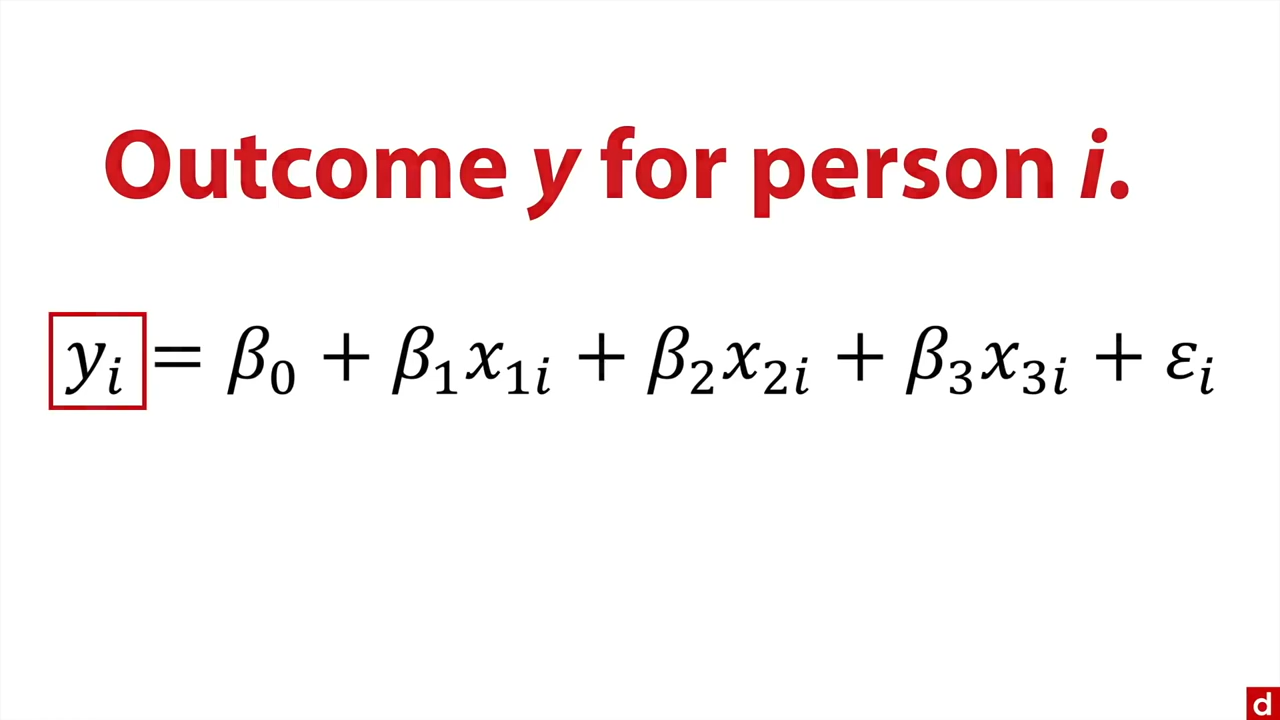 Outcome y for person i.
yᵢ = β₀ + β₁x₁ᵢ + β₂x₂ᵢ + β₃x₃ᵢ + εᵢ
d